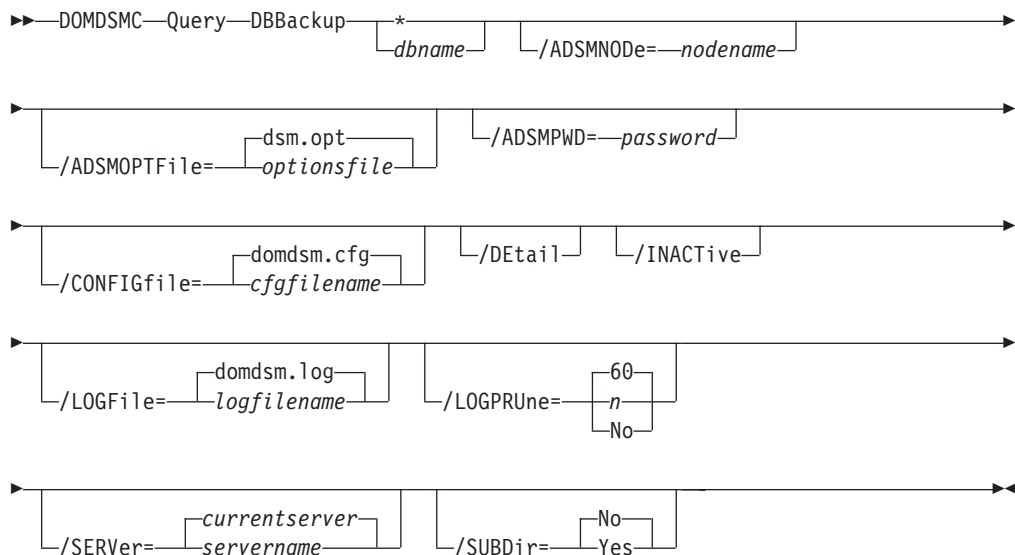 DOMDSMC Query DBBackup *
dbname /ADSMNODe= nodename
dsm.opt
/ADSMOPTFile= optionsfile /ADSMPWD= password
domdsm.cfg /DEtail /INACTive
/CONFIGfile= cfgfilename
domdsm.log 60
/LOGFile= logfilename /LOGPRUne= n
No
currentserver No
/SERVer= servername /SUBDir= Yes